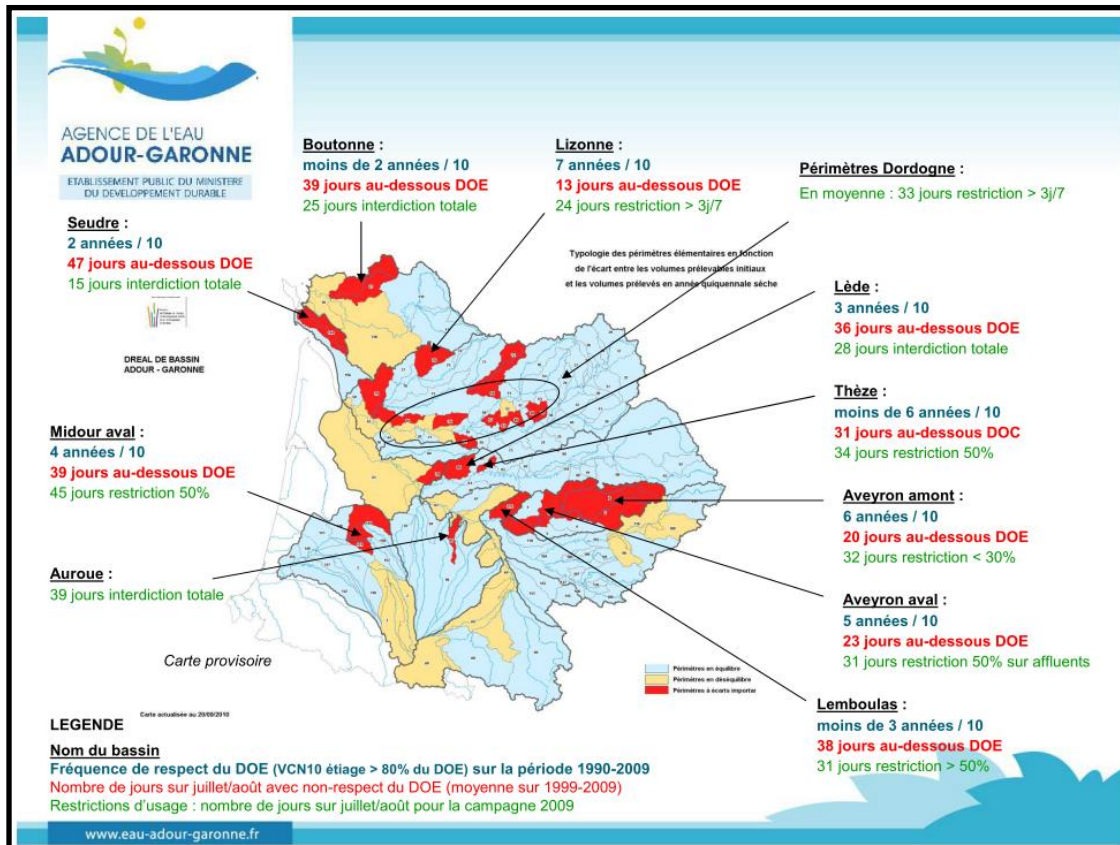 AGENCE DE L'EAU
ADOUR-GARONNE
ETABLISSEMENT PUBLIC DU MINISTERE
DU DEVELOPPEMENT DURABLE
Boutonne :
moins de 2 années / 10
39 jours au-dessous DOE
25 jours interdiction totale
Lizonne :
7 années / 10
13 jours au-dessous DOE
24 jours restriction > 3j/7
Périmètres Dordogne :
En moyenne : 33 jours restriction > 3j/7
Seudre :
2 années / 10
47 jours au-dessous DOE
15 jours interdiction totale
Typologie des périmètres élementaires en fonction
de l'écart entre les volumes prélevables initiaux
et les volumes prélevés en année quiquennale sèche
DREAL DE BASSIN
ADOUR - GARONNE
Lède :
3 années / 10
36 jours au-dessous DOE
28 jours interdiction totale
Thèze :
moins de 6 années / 10
31 jours au-dessous DOC
34 jours restriction 50%
Midour aval :
4 années / 10
39 jours au-dessous DOE
45 jours restriction 50%
Aveyron amont :
6 années / 10
20 jours au-dessous DOE
32 jours restriction < 30%
Auroue :
39 jours interdiction totale
Aveyron aval :
5 années / 10
23 jours au-dessous DOE
31 jours restriction 50% sur affluents
Carte provisoire
Périmètres en équilibre
Périmètres en déséquilibre
Périmètres à écarts importar
Lemboulas :
moins de 3 années / 10
38 jours au-dessous DOE
31 jours restriction > 50%
Carte actualisée au 20/09/2010
LEGENDE
Nom du bassin
Fréquence de respect du DOE (VCN10 étiage > 80% du DOE) sur la période 1990-2009
Nombre de jours sur juillet/août avec non-respect du DOE (moyenne sur 1999-2009)
Restrictions d'usage : nombre de jours sur juillet/août pour la campagne 2009
www.eau-adour-garonne.fr